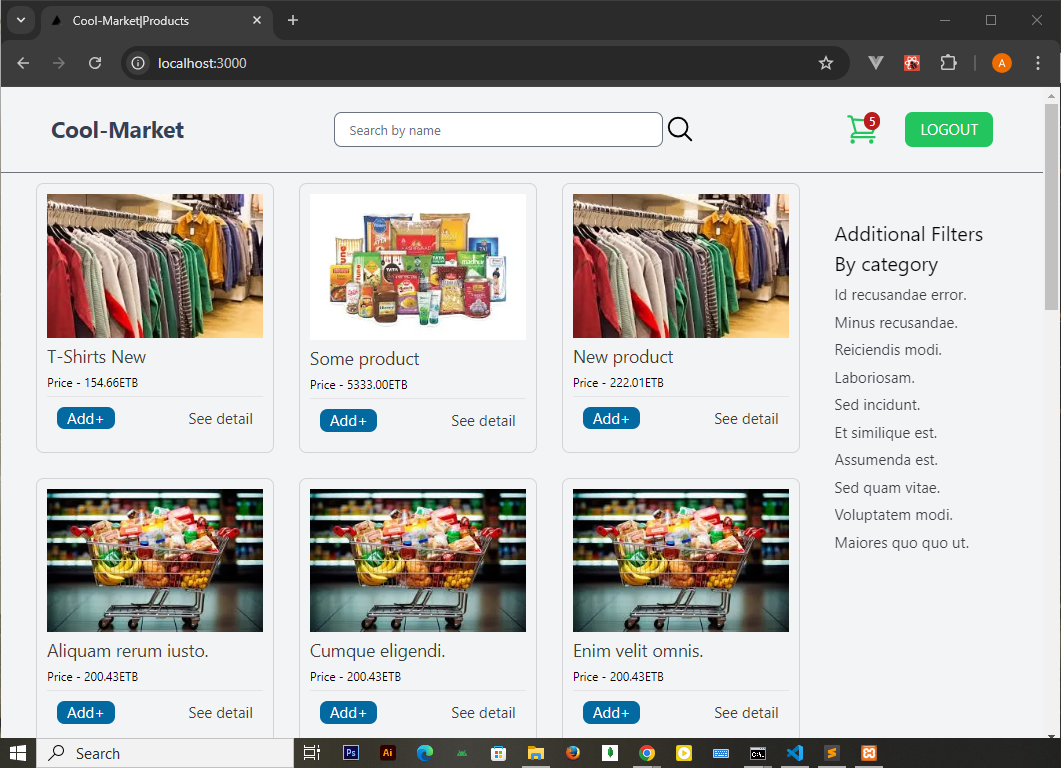 Cool-Market|Products
localhost:3000
A
Cool-Market
Search by name
5
LOGOUT
T-Shirts New
Price - 154.66ETB
Add+
See detail
Some product
Price - 5333.00ETB
Add+
See detail
New product
Price - 222.01ETB
Add+
See detail
Additional Filters
By category
Id recusandae error.
Minus recusandae.
Reiciendis modi.
Laboriosam.
Sed incidunt.
Et similique est.
Assumenda est.
Sed quam vitae.
Voluptatem modi.
Maiores quo quo ut.
Aliquam rerum iusto.
Price - 200.43ETB
Add+
See detail
Cumque eligendi.
Price - 200.43ETB
Add+
See detail
Enim velit omnis.
Price - 200.43ETB
Add+
See detail
Search
Ps
Ai